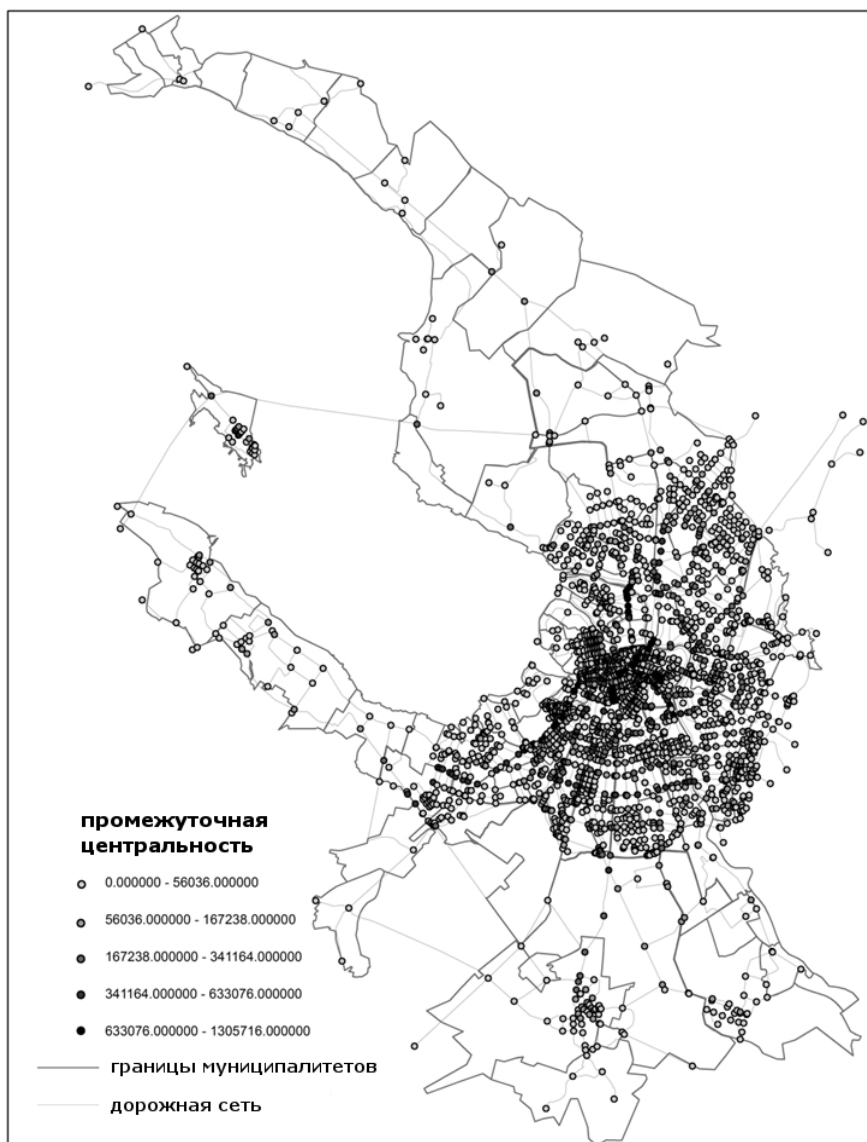 промежуточная
центральность
0.000000 - 56036.000000
56036.000000 - 167238.000000
167238.000000 - 341164.000000
341164.000000 - 633076.000000
633076.000000 - 1305716.000000
границы муниципалитетов
дорожная сеть